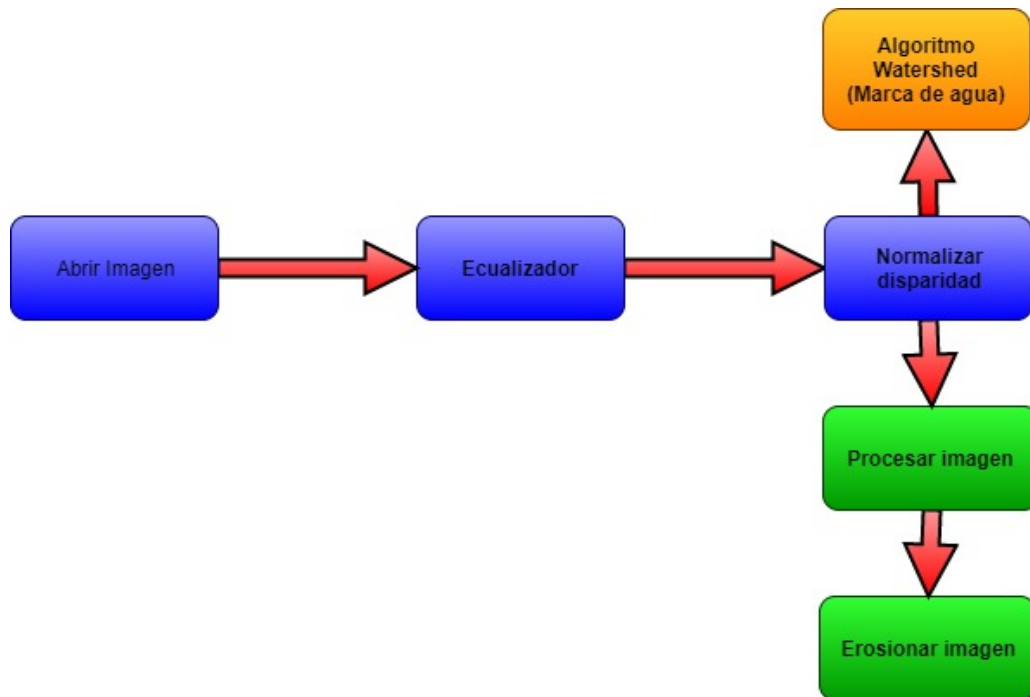 Algoritmo
Watershed
(Marca de agua)
Abrir Imagen
Ecualizador
Normalizar
disparidad
Procesar imagen
Erosionar imagen